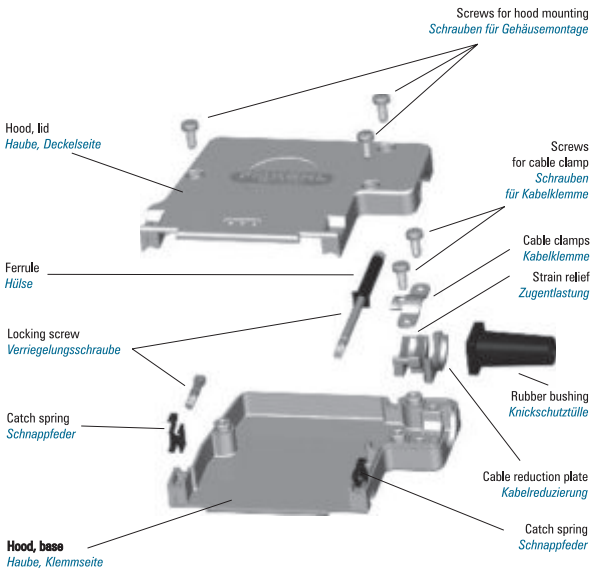 Screws for hood mounting
Schrauben für Gehäusemontage
Hood, lid
Haube, Deckelseite
Screws
for cable clamp
Schrauben
für Kabelklemme
Cable clamps
Kabelklemme
Ferrule
Hülse
Strain relief
Zugentlastung
Locking screw
Verriegelungsschraube
Rubber bushing
Knickschutztülle
Catch spring
Schnappfeder
Cable reduction plate
Kabelreduzierung
Catch spring
Schnappfeder
Hood, base
Haube, Klemmseite